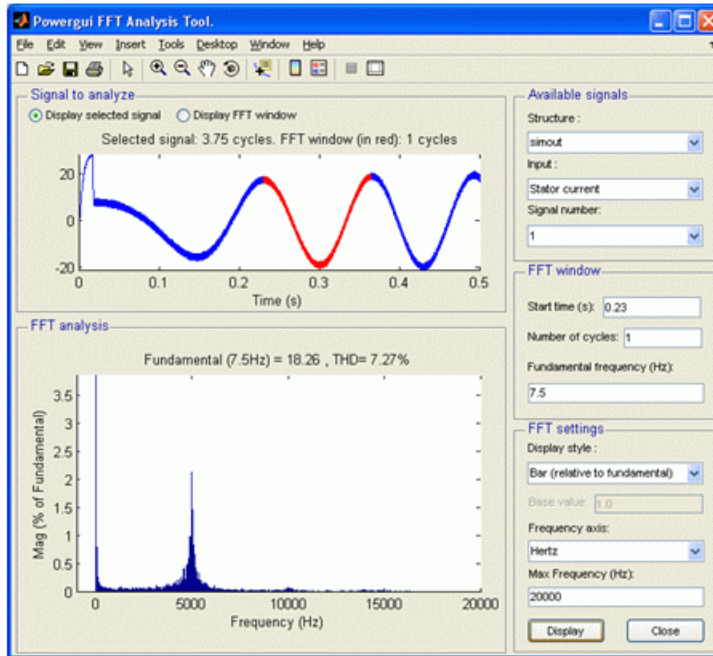 Powergui FFT Analysis Tool.
File Edit View Insert Tools Desktop Window Help
Signal to analyze
Display selected signal Display FFT window
Selected signal: 3.75 cycles. FFT window (in red): 1 cycles
20
0
-20
0 0.1 0.2 0.3 0.4 0.5
Time (s)
FFT analysis
Fundamental (7.5Hz) = 18.26 , THD= 7.27%
Mag (% of Fundamental)
3.5
3
2.5
2
1.5
1
0.5
0
0 5000 10000 15000 20000
Frequency (Hz)
Available signals
Structure :
simout
Input :
Stator current
Signal number:
1
FFT window
Start time (s): 0.23
Number of cycles: 1
Fundamental frequency (Hz):
7.5
FFT settings
Display style :
Bar (relative to fundamental)
Base value: 1.0
Frequency axis:
Hertz
Max Frequency (Hz):
20000
Display Close